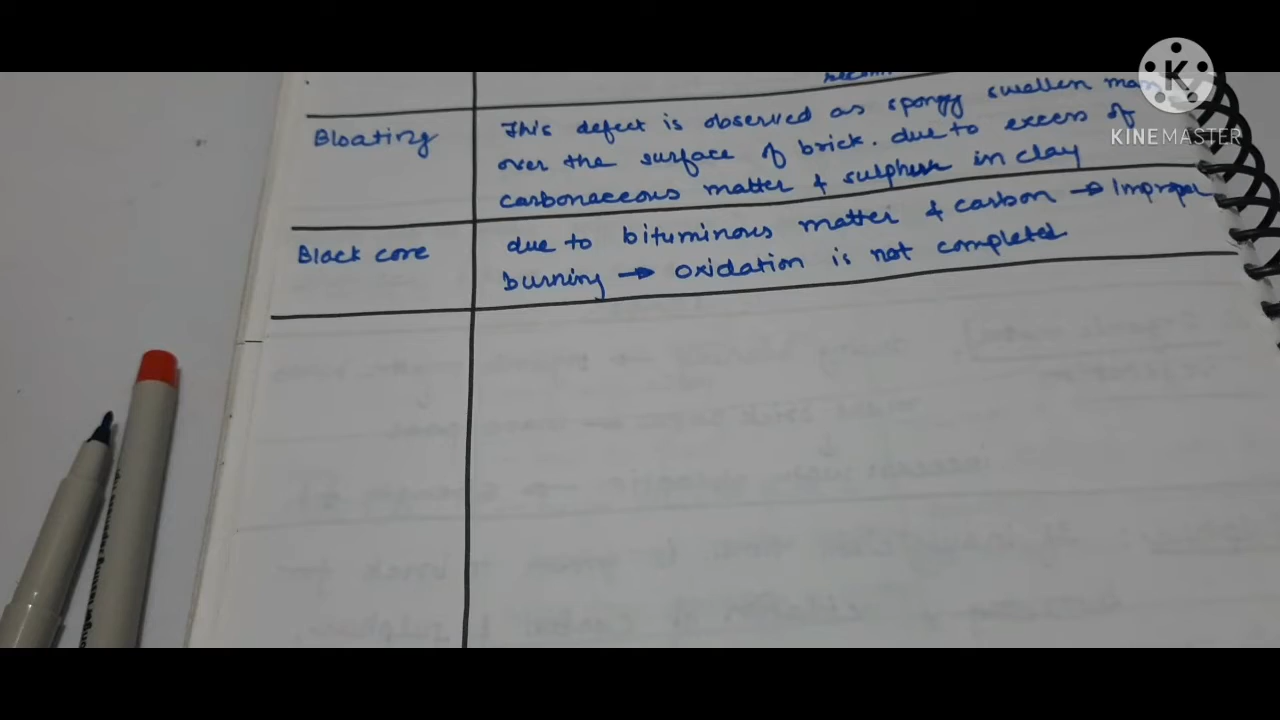 Bloating
This defect is observed as spongy swollen mass
over the surface of brick. due to excess of
carbonaceous matter & sulphur in clay
Black core
due to bituminous matter & carbon → Improper
burning → oxidation is not completed
KINEMASTER